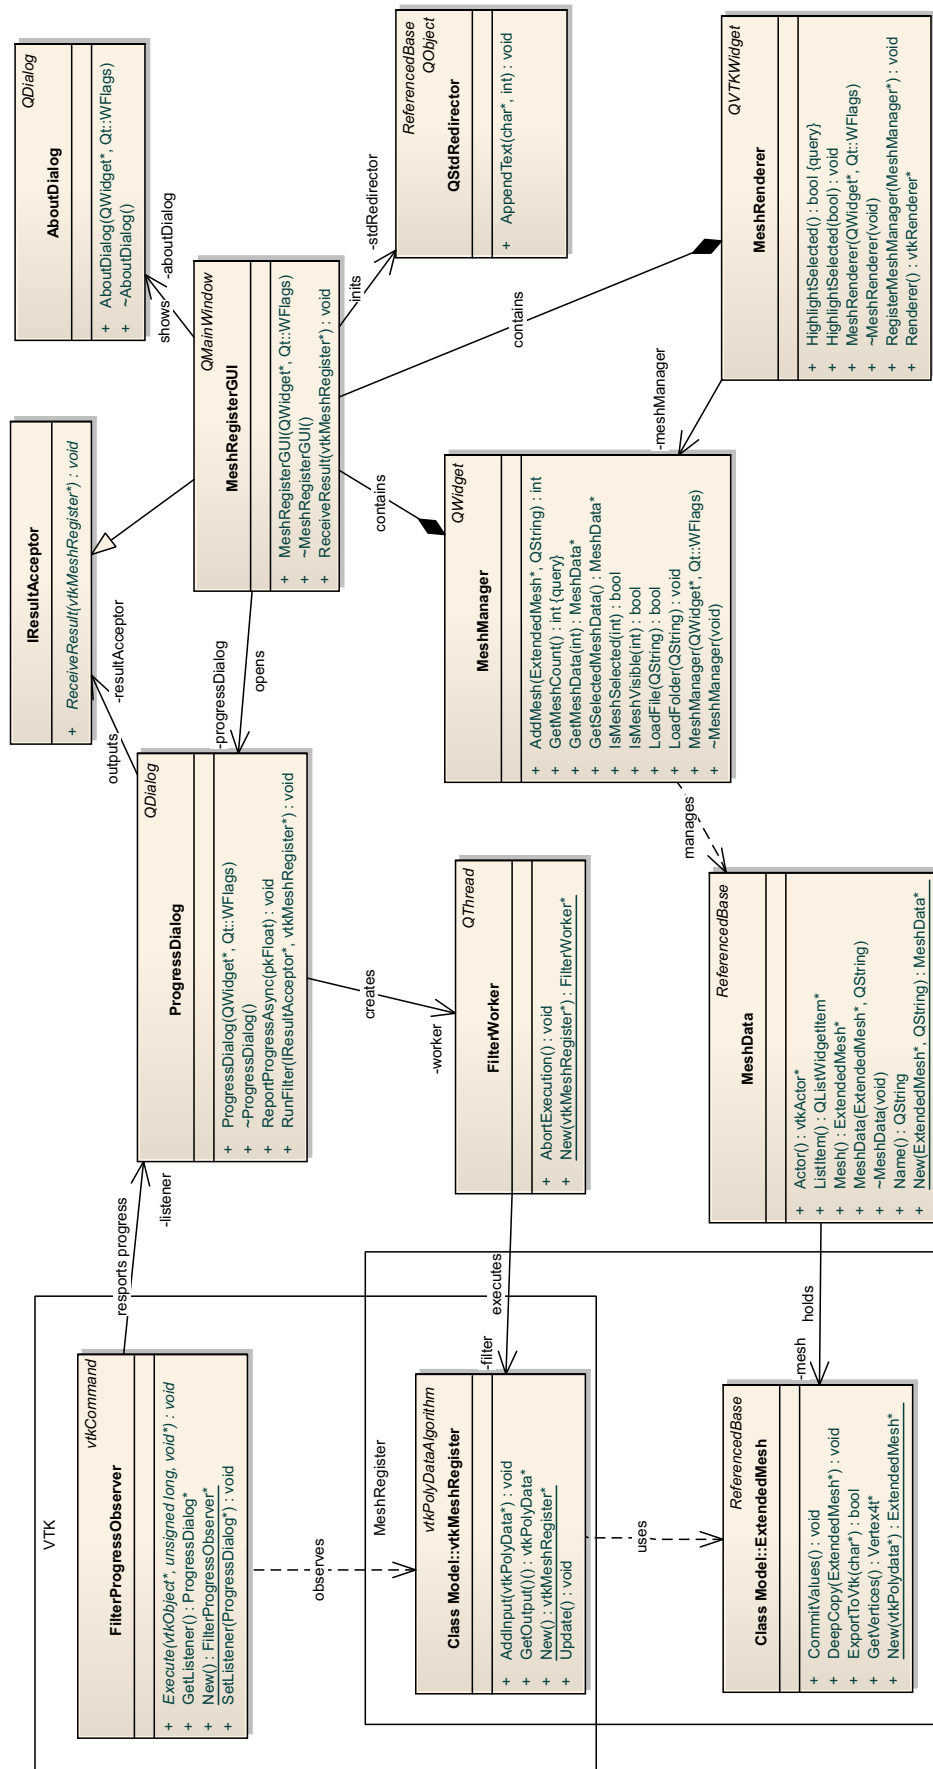 VTK
MeshRegister
vtkCommand
FilterProgressObserver
+ Execute(vtkObject*, unsigned long, void*) : void
+ GetListener() : ProgressDialog*
+ New() : FilterProgressObserver*
+ SetListener(ProgressDialog*) : void
resports progress
-listener
QDialog
ProgressDialog
+ ProgressDialog(QWidget*, Qt::WFlags)
+ ~ProgressDialog()
+ ReportProgressAsync(pkFloat) : void
+ RunFilter(IResultAcceptor*, vtkMeshRegister*) : void
outputs
-resultAcceptor
IResultAcceptor
+ ReceiveResult(vtkMeshRegister*) : void
QDialog
AboutDialog
+ AboutDialog(QWidget*, Qt::WFlags)
+ ~AboutDialog()
shows
-aboutDialog
QMainWindow
MeshRegisterGUI
+ MeshRegisterGUI(QWidget*, Qt::WFlags)
+ ~MeshRegisterGUI()
+ ReceiveResult(vtkMeshRegister*) : void
-progressDialog
opens
inits
-stdRedirector
ReferencedBase
QObject
QStdRedirector
+ AppendText(char*, int) : void
observes
vtkPolyDataAlgorithm
Class Model::vtkMeshRegister
+ AddInput(vtkPolyData*) : void
+ GetOutput()() : vtkPolyData*
+ New() : vtkMeshRegister*
+ Update() : void
-filter
executes
creates
-worker
QThread
FilterWorker
+ AbortExecution() : void
+ New(vtkMeshRegister*) : FilterWorker*
contains
contains
QWidget
MeshManager
+ AddMesh(ExtendedMesh*, QString) : int
+ GetMeshCount() : int {query}
+ GetMeshData(int) : MeshData*
+ GetSelectedMeshData() : MeshData*
+ IsMeshSelected(int) : bool
+ IsMeshVisible(int) : bool
+ LoadFile(QString) : bool
+ LoadFolder(QString) : void
+ MeshManager(QWidget*, Qt::WFlags)
+ ~MeshManager(void)
-meshManager
uses
manages
ReferencedBase
Class Model::ExtendedMesh
+ CommitValues() : void
+ DeepCopy(ExtendedMesh*) : void
+ ExportToVtk(char*) : bool
+ GetVertices() : Vertex4t*
+ New(vtkPolydata*) : ExtendedMesh*
-mesh
holds
ReferencedBase
MeshData
+ Actor() : vtkActor*
+ ListItem() : QListWidgetItem*
+ Mesh() : ExtendedMesh*
+ MeshData(ExtendedMesh*, QString)
+ ~MeshData(void)
+ Name() : QString
+ New(ExtendedMesh*, QString) : MeshData*
QVTKWidget
MeshRenderer
+ HighlightSelected() : bool {query}
+ HighlightSelected(bool) : void
+ MeshRenderer(QWidget*, Qt::WFlags)
+ ~MeshRenderer(void)
+ RegisterMeshManager(MeshManager*) : void
+ Renderer() : vtkRenderer*